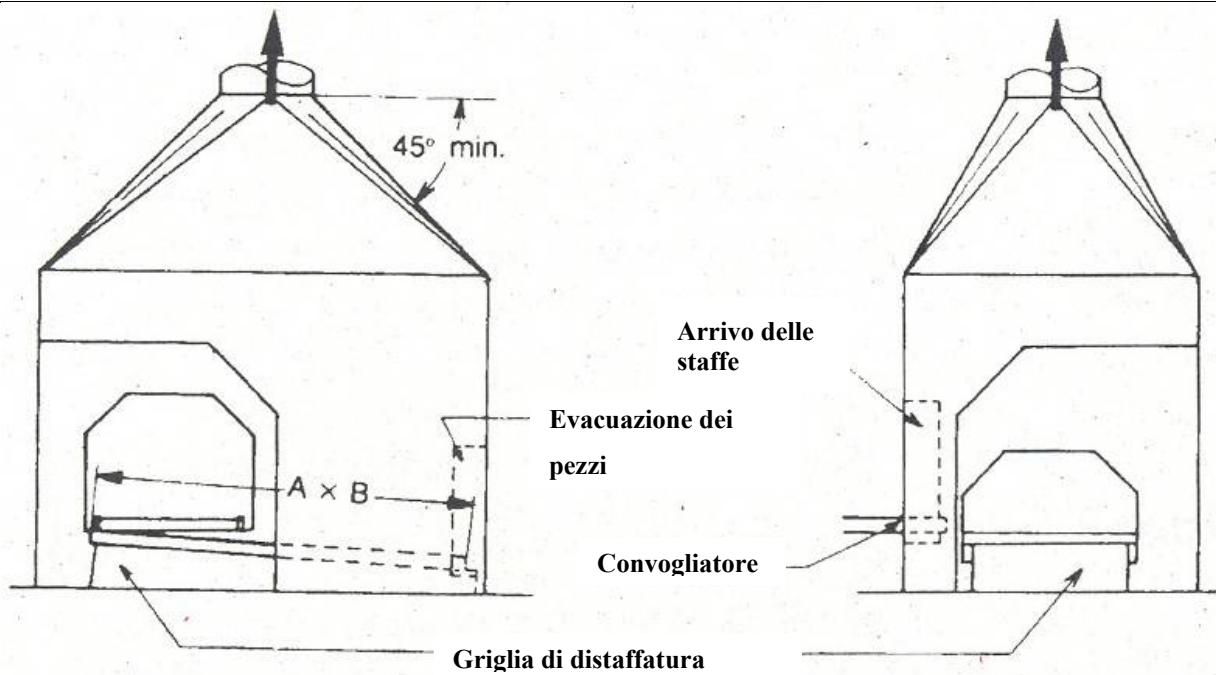 45° min.
Arrivo delle
staffe
Evacuazione dei
pezzi
A × B
Convogliatore
Griglia di distaffatura